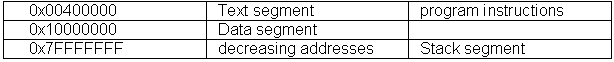 0x00400000 Text segment program instructions
0x10000000 Data segment
0x7FFFFFFF decreasing addresses Stack segment